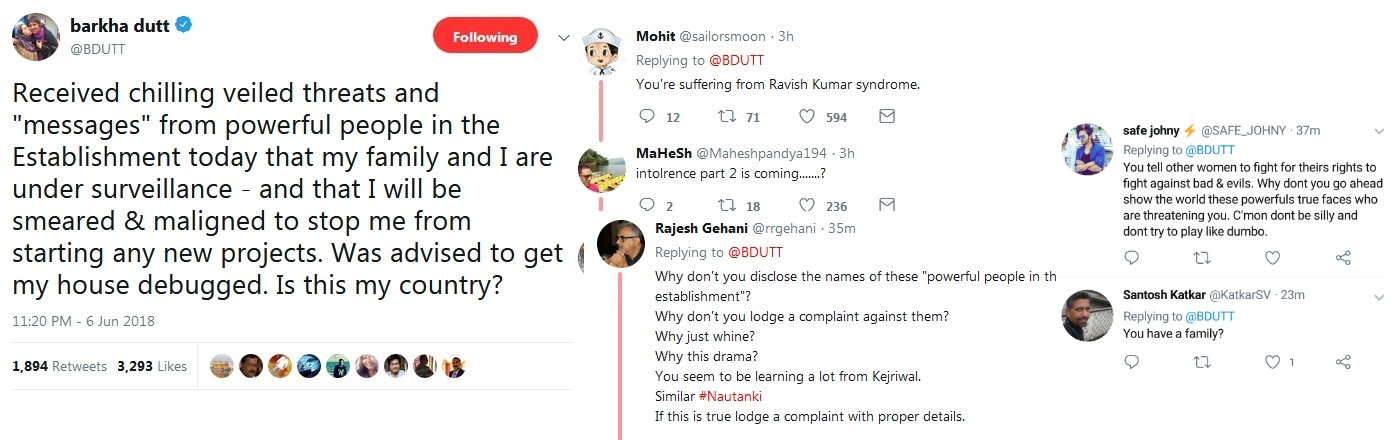 barkha dutt
@BDUTT
Following
Received chilling veiled threats and
"messages" from powerful people in the
Establishment today that my family and I are
under surveillance - and that I will be
smeared & maligned to stop me from
starting any new projects. Was advised to get
my house debugged. Is this my country?
11:20 PM - 6 Jun 2018
1,894 Retweets 3,293 Likes
Mohit @sailorsmoon · 3h
Replying to @BDUTT
You're suffering from Ravish Kumar syndrome.
12 71 594
MaHeSh @Maheshpandya194 · 3h
intolrence part 2 is coming.......?
2 18 236
Rajesh Gehani @rrgehani · 35m
Replying to @BDUTT
Why don't you disclose the names of these "powerful people in th
establishment"?
Why don't you lodge a complaint against them?
Why just whine?
Why this drama?
You seem to be learning a lot from Kejriwal.
Similar #Nautanki
If this is true lodge a complaint with proper details.
safe johny ⚡ @SAFE_JOHNY · 37m
Replying to @BDUTT
You tell other women to fight for theirs rights to
fight against bad & evils. Why dont you go ahead
show the world these powerfuls true faces who
are threatening you. C'mon dont be silly and
dont try to play like dumbo.
Santosh Katkar @KatkarSV · 23m
Replying to @BDUTT
You have a family?
1